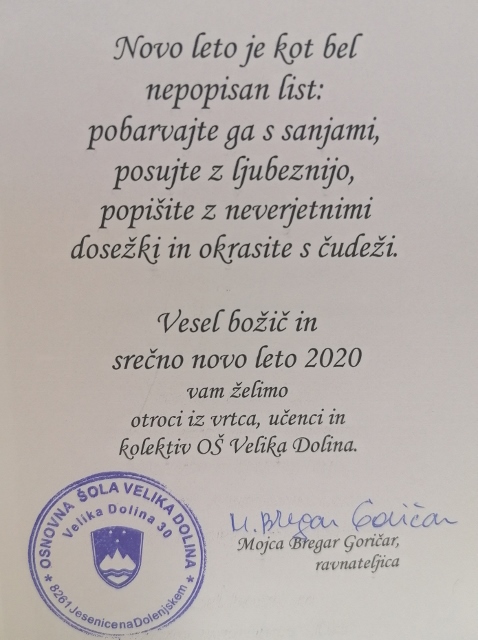 Novo leto je kot bel
nepopisan list:
pobarvajte ga s sanjami,
posujte z ljubeznijo,
popišite z neverjetnimi
dosežki in okrasite s čudeži.
Vesel božič in
srečno novo leto 2020
vam želimo
otroci iz vrtca, učenci in
kolektiv OŠ Velika Dolina.
OSNOVNA ŠOLA VELIKA DOLINA
Velika Dolina 30
* 8261 Jesenice na Dolenjskem *
M. Bregar Goričar
Mojca Bregar Goričar,
ravnateljica